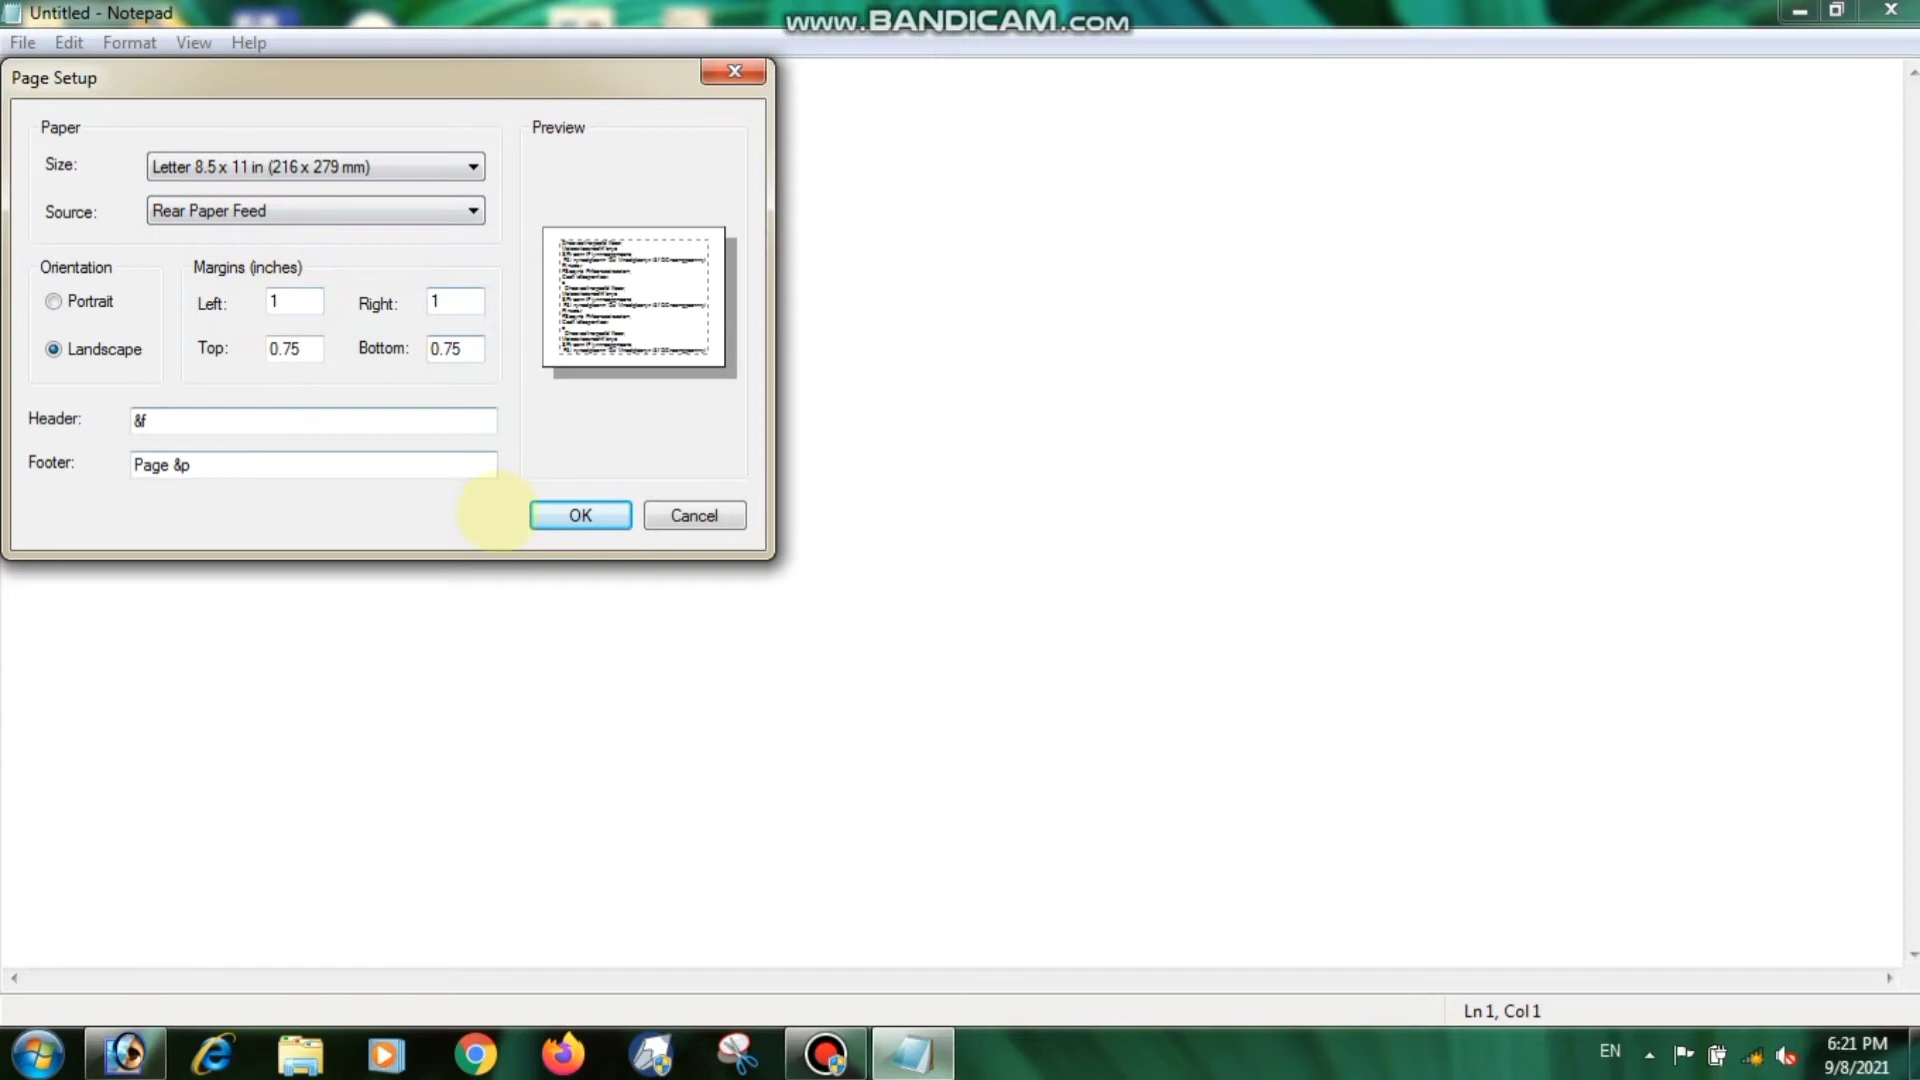 Untitled - Notepad
www.BANDICAM.com
File Edit Format View Help
Page Setup
Paper
Size: Letter 8.5 x 11 in (216 x 279 mm)
Source: Rear Paper Feed
Orientation
Portrait
Landscape
Margins (inches)
Left: 1 Right: 1
Top: 0.75 Bottom: 0.75
Preview
Header: &f
Footer: Page &p
OK Cancel
Ln 1, Col 1
EN
6:21 PM
9/8/2021